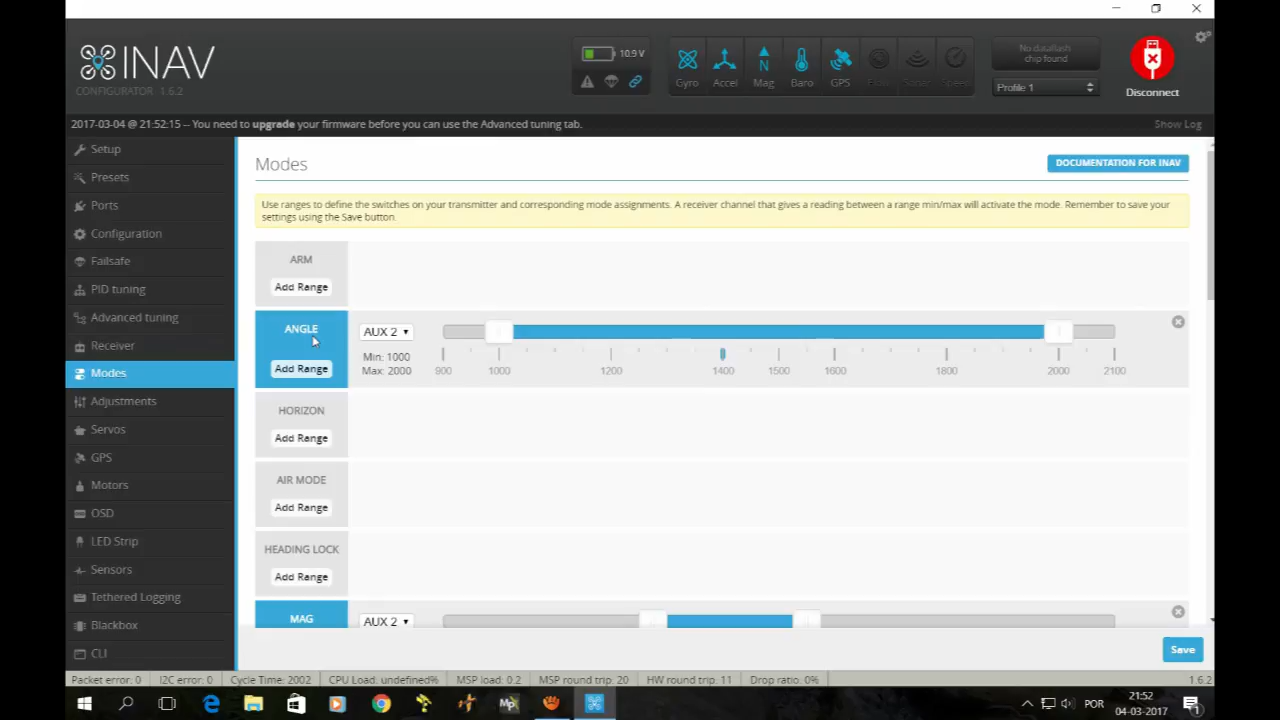 INAV
CONFIGURATOR 1.6.2
10.9 V
Gyro
Accel
Mag
Baro
GPS
Flow
Sonar
Speed
No dataflash
chip found
Profile 1
Disconnect
2017-03-04 @ 21:52:15 -- You need to upgrade your firmware before you can use the Advanced tuning tab.
Show Log
Setup
Presets
Ports
Configuration
Failsafe
PID tuning
Advanced tuning
Receiver
Modes
Adjustments
Servos
GPS
Motors
OSD
LED Strip
Sensors
Tethered Logging
Blackbox
CLI
Modes
DOCUMENTATION FOR INAV
Use ranges to define the switches on your transmitter and corresponding mode assignments. A receiver channel that gives a reading between a range min/max will activate the mode. Remember to save your
settings using the Save button.
ARM
Add Range
ANGLE
Add Range
AUX 2
Min: 1000
Max: 2000
900 1000 1200 1400 1500 1600 1800 2000 2100
HORIZON
Add Range
AIR MODE
Add Range
HEADING LOCK
Add Range
MAG
AUX 2
Save
Packet error: 0 I2C error: 0 Cycle Time: 2002 CPU Load: undefined% MSP load: 0.2 MSP round trip: 20 HW round trip: 11 Drop ratio: 0% 1.6.2
Mp
POR
21:52
04-03-2017
1